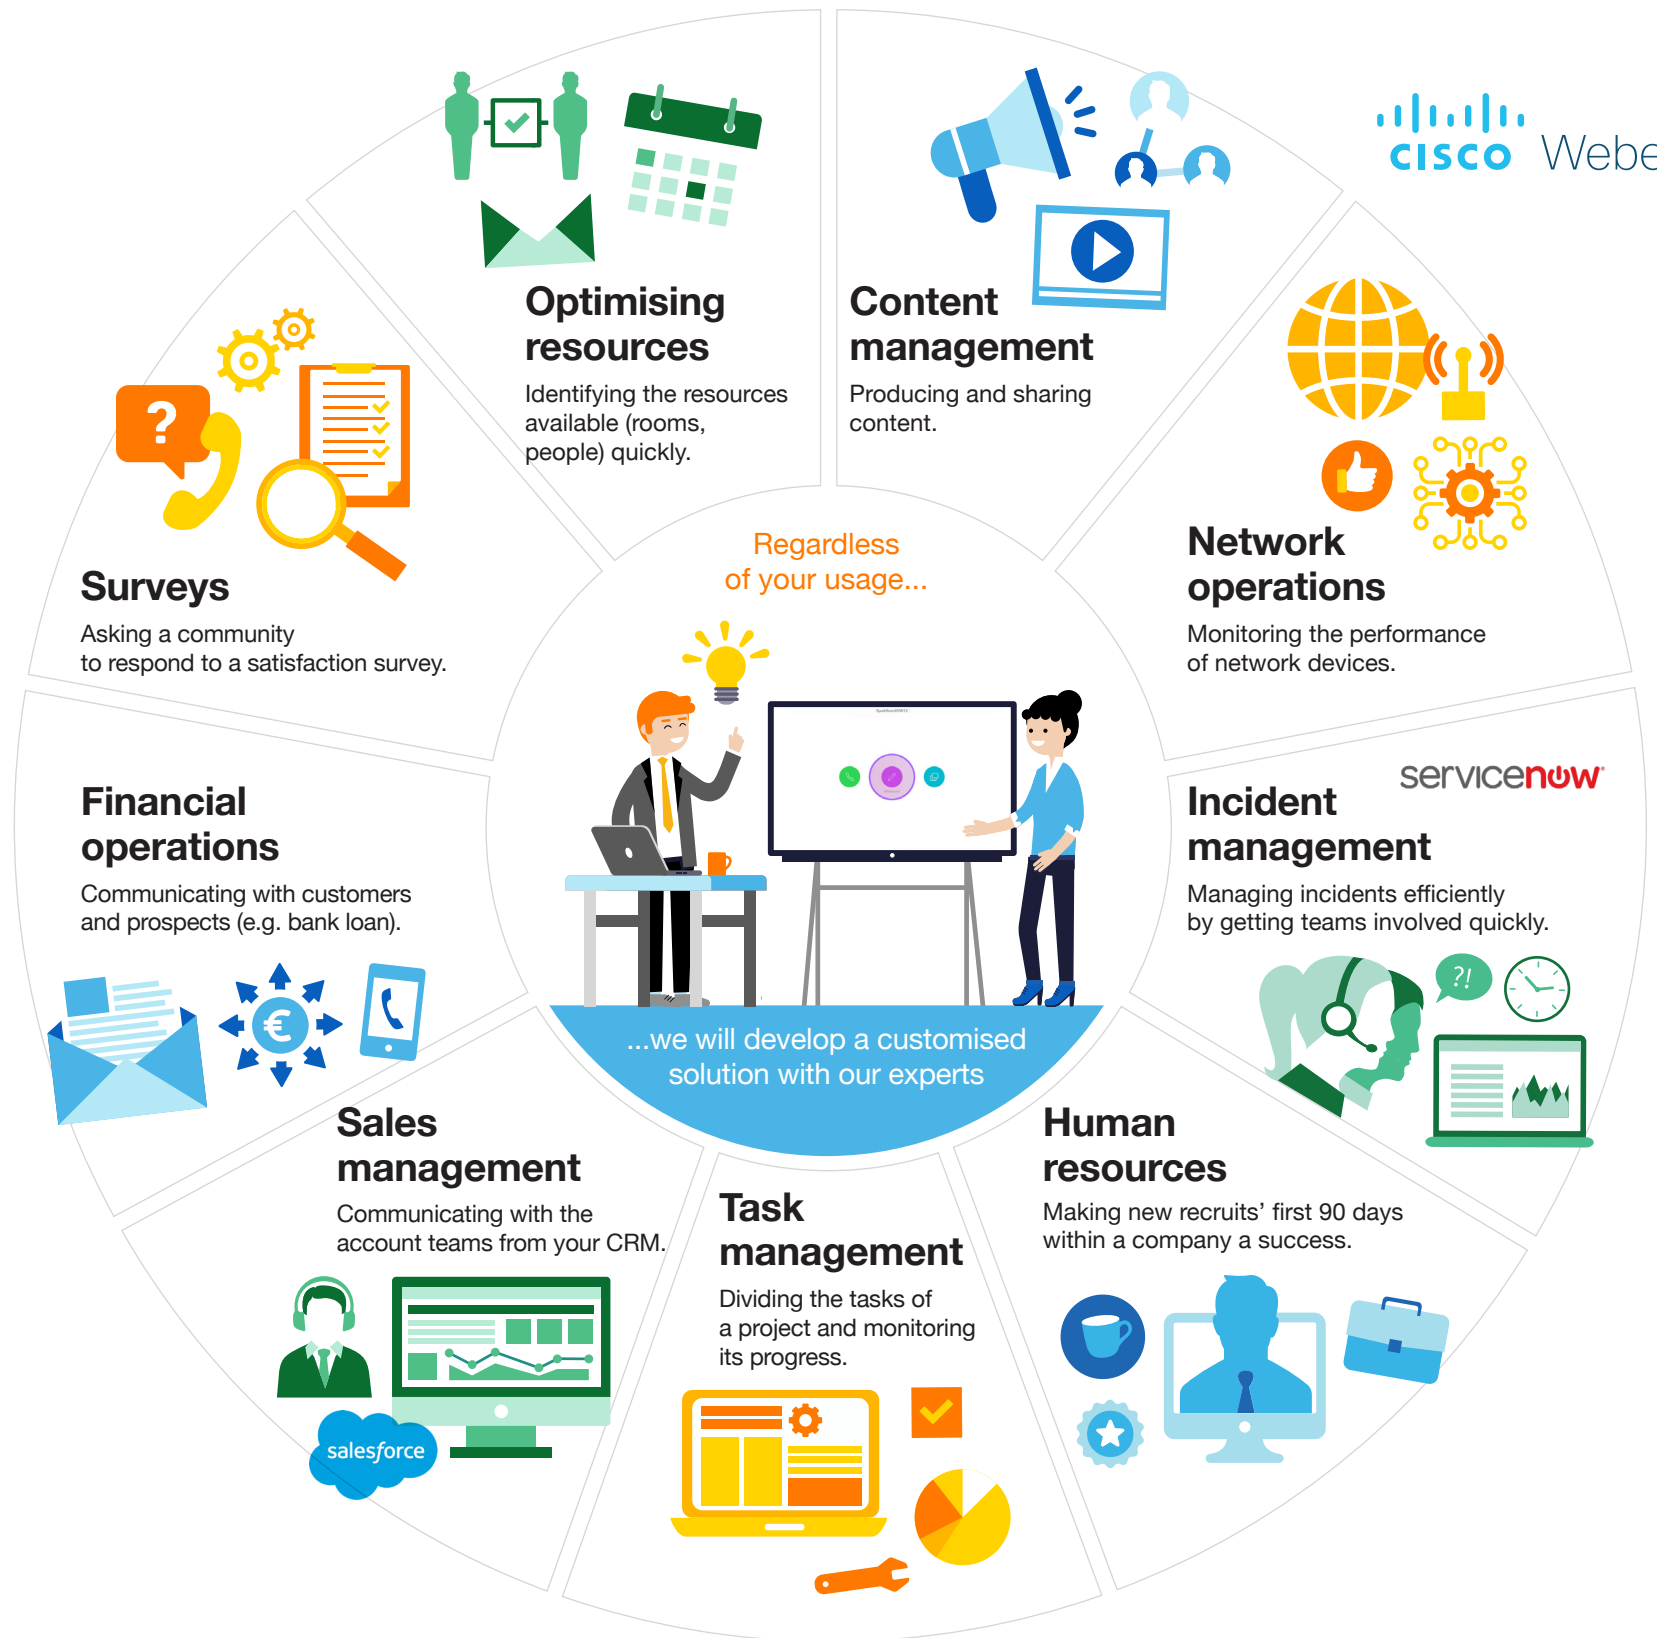 CISCO Webe
Optimising
resources
Identifying the resources
available (rooms,
people) quickly.
Content
management
Producing and sharing
content.
Network
operations
Monitoring the performance
of network devices.
servicenow
Incident
management
Managing incidents efficiently
by getting teams involved quickly.
?!
Human
resources
Making new recruits’ first 90 days
within a company a success.
Task
management
Dividing the tasks of
a project and monitoring
its progress.
Sales
management
Communicating with the
account teams from your CRM.
salesforce
Financial
operations
Communicating with customers
and prospects (e.g. bank loan).
€
?
Surveys
Asking a community
to respond to a satisfaction survey.
Regardless
of your usage...
...we will develop a customised
solution with our experts